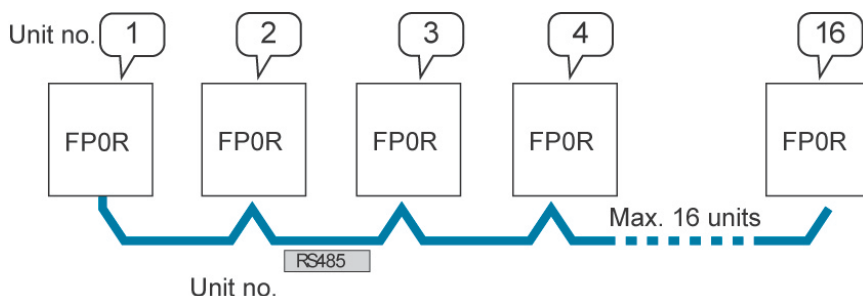 Unit no. 1 2 3 4 16
FP0R FP0R FP0R FP0R FP0R
Max. 16 units
RS485
Unit no.